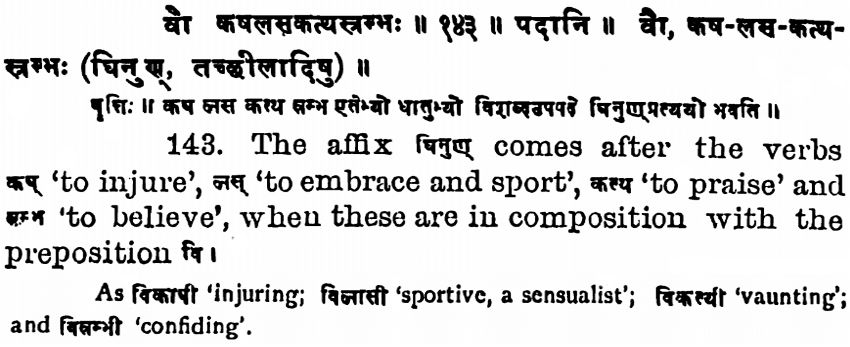 वौ कषलसकत्थस्रम्भः ॥ १४३ ॥ पदानि ॥ वौ, कष-लस-कत्थ-
स्रम्भः (घिनुण्, तच्छीलादिषु) ॥
वृत्तिः ॥ कष लस कत्थ स्रम्भ एतेभ्यो धातुभ्यो विशब्दउपपदे घिनुण्प्रत्ययो भवति ॥
143. The affix घिनुण् comes after the verbs
कष् 'to injure', लस् 'to embrace and sport', कत्थ 'to praise' and
स्रम्भ 'to believe', when these are in composition with the
preposition वि ।
As विकाषी 'injuring; विलासी 'sportive, a sensualist'; विकत्थी 'vaunting';
and विस्रम्भी 'confiding'.